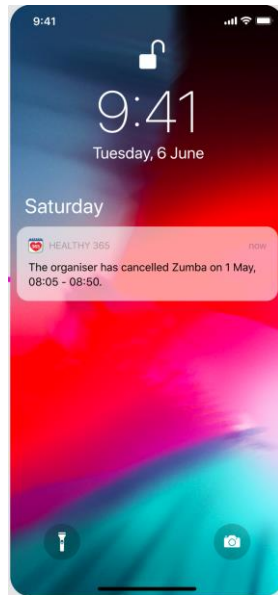 9:41
9:41
Tuesday, 6 June
Saturday
HEALTHY 365 now
The organiser has cancelled Zumba on 1 May,
08:05 - 08:50.